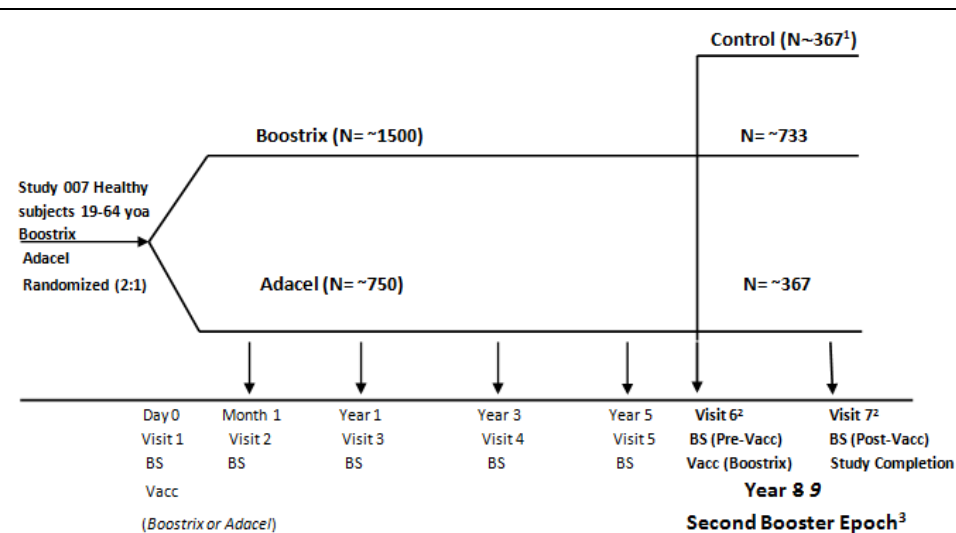 Control (N~367¹)
Boostrix (N= ~1500)
N= ~733
Study 007 Healthy
subjects 19-64 yoa
Boostrix
Adacel
Randomized (2:1)
Adacel (N= ~750)
N= ~367
Day 0 Month 1 Year 1 Year 3 Year 5 Visit 6² Visit 7²
Visit 1 Visit 2 Visit 3 Visit 4 Visit 5 BS (Pre-Vacc) BS (Post-Vacc)
BS BS BS BS BS Vacc (Boostrix) Study Completion
Vacc Year 8 9
(Boostrix or Adacel) Second Booster Epoch³